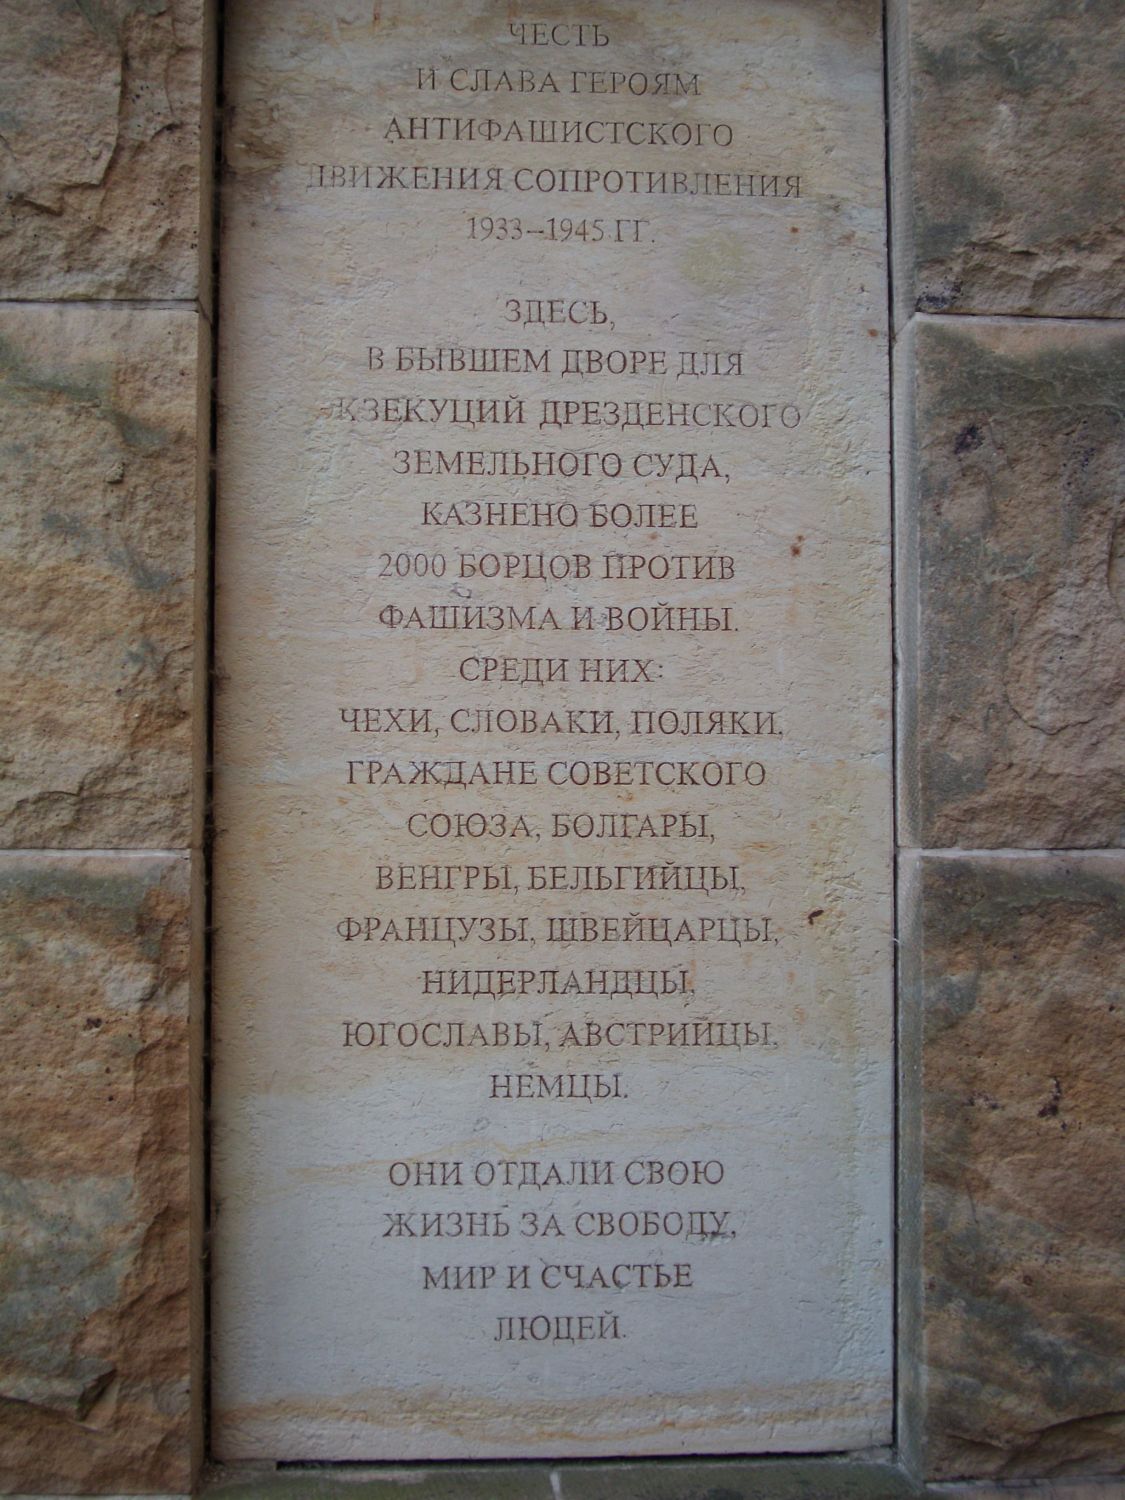 ЧЕСТЬ
И СЛАВА ГЕРОЯМ
АНТИФАШИСТСКОГО
ДВИЖЕНИЯ СОПРОТИВЛЕНИЯ
1933–1945 ГГ.
ЗДЕСЬ,
В БЫВШЕМ ДВОРЕ ДЛЯ
ЖЗЕКУЦИЙ ДРЕЗДЕНСКОГО
ЗЕМЕЛЬНОГО СУДА,
КАЗНЕНО БОЛЕЕ
2000 БОРЦОВ ПРОТИВ
ФАШИЗМА И ВОЙНЫ.
СРЕДИ НИХ:
ЧЕХИ, СЛОВАКИ, ПОЛЯКИ,
ГРАЖДАНЕ СОВЕТСКОГО
СОЮЗА, БОЛГАРЫ,
ВЕНГРЫ, БЕЛЬГИЙЦЫ,
ФРАНЦУЗЫ, ШВЕЙЦАРЦЫ,
НИДЕРЛАНДЦЫ,
ЮГОСЛАВЫ, АВСТРИЙЦЫ,
НЕМЦЫ.
ОНИ ОТДАЛИ СВОЮ
ЖИЗНЬ ЗА СВОБОДУ,
МИР И СЧАСТЬЕ
ЛЮЦЕЙ.